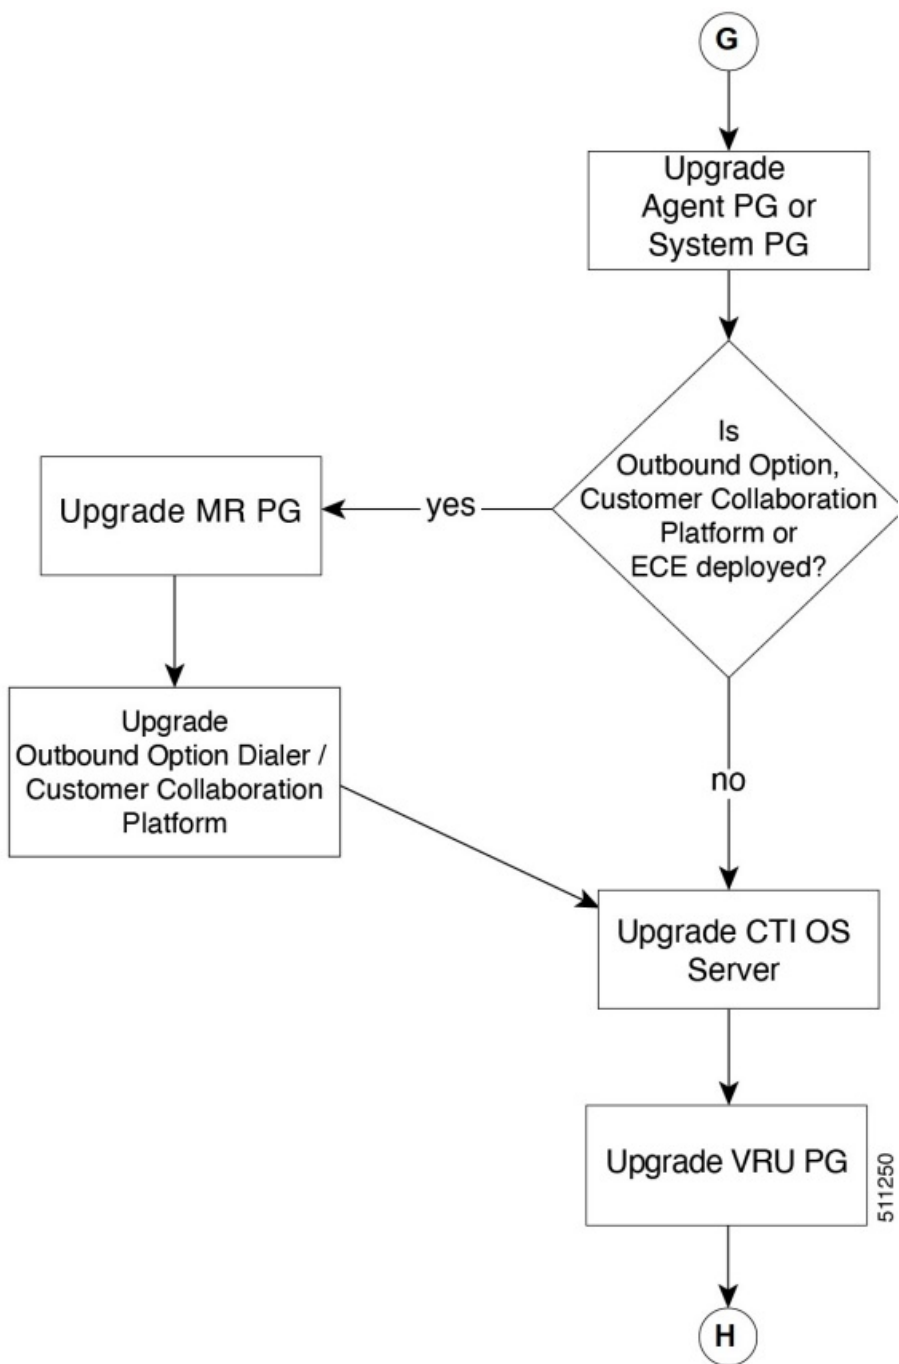 G
Upgrade
Agent PG or
System PG
Is
Outbound Option,
Customer Collaboration
Platform or
ECE deployed?
yes
Upgrade MR PG
Upgrade
Outbound Option Dialer /
Customer Collaboration
Platform
no
Upgrade CTI OS
Server
Upgrade VRU PG
511250
H